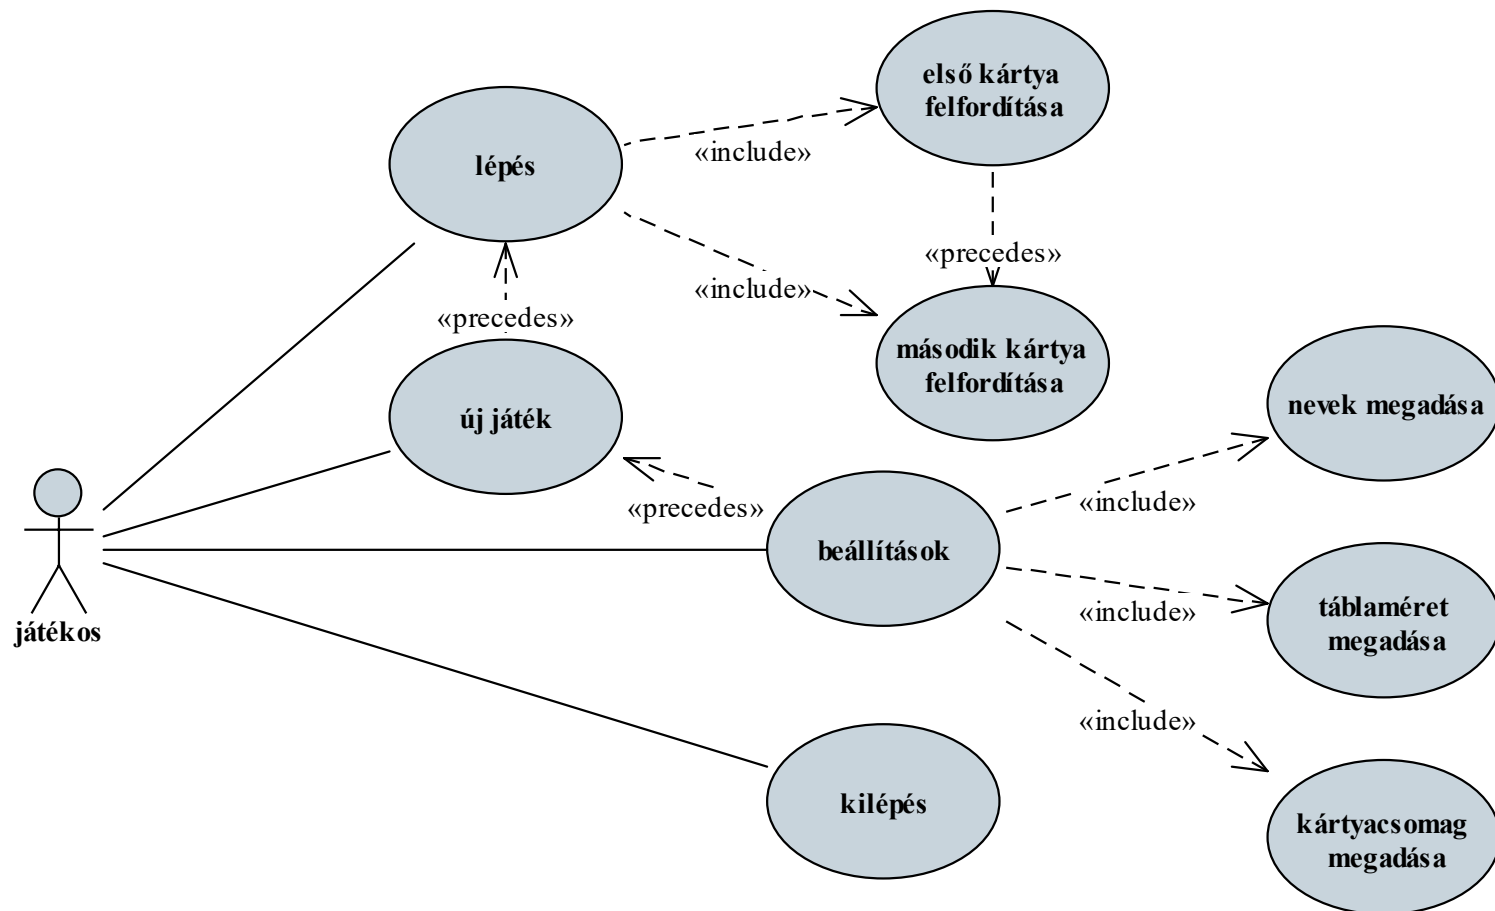 első kártya
felfordítása
lépés
«include»
«precedes»
«include»
«precedes»
második kártya
felfordítása
új játék
nevek megadása
«precedes»
«include»
beállítások
táblaméret
megadása
«include»
játékos
«include»
kilépés
kártyacsomag
megadása